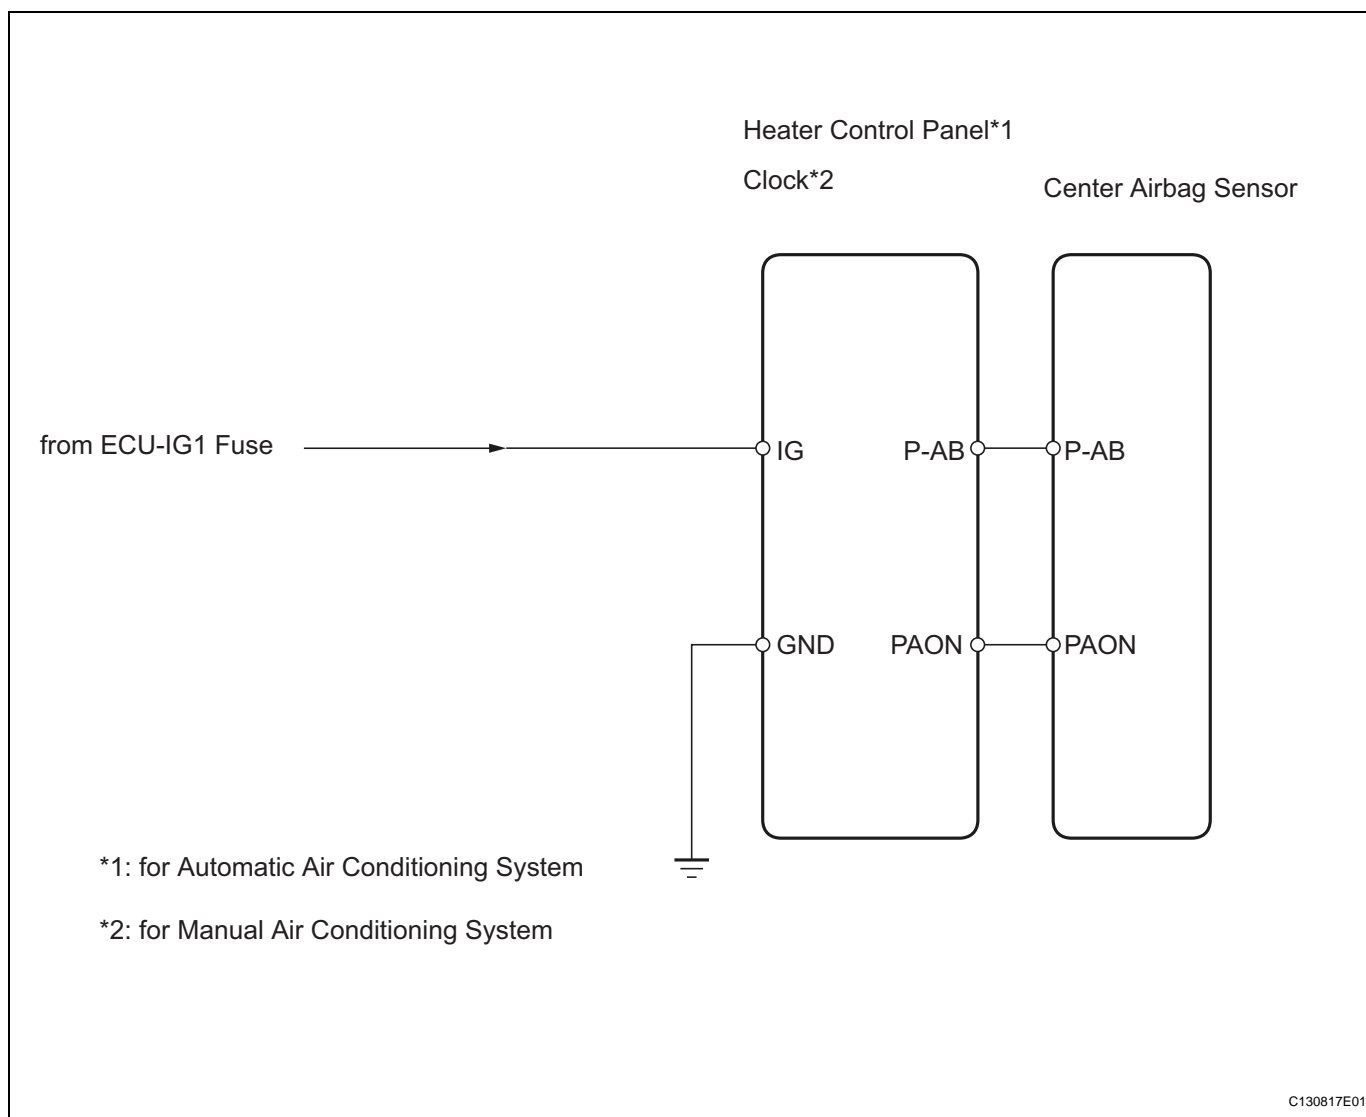 Heater Control Panel*1
Clock*2
Center Airbag Sensor
from ECU-IG1 Fuse
IG
P-AB
P-AB
GND
PAON
PAON
*1: for Automatic Air Conditioning System
*2: for Manual Air Conditioning System
C130817E01